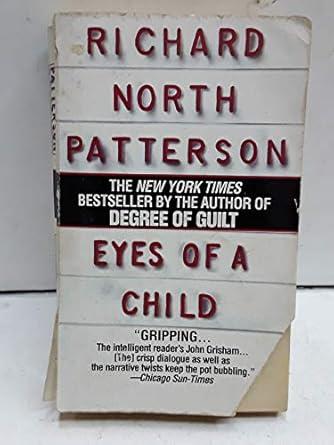 RICHARD
NORTH
PATTERSON
THE NEW YORK TIMES
BESTSELLER BY THE AUTHOR OF
DEGREE OF GUILT
EYES OF A
CHILD
"GRIPPING...
The intelligent reader's John Grisham...
[The] crisp dialogue as well as
the narrative twists keep the pot bubbling."
—Chicago Sun-Times